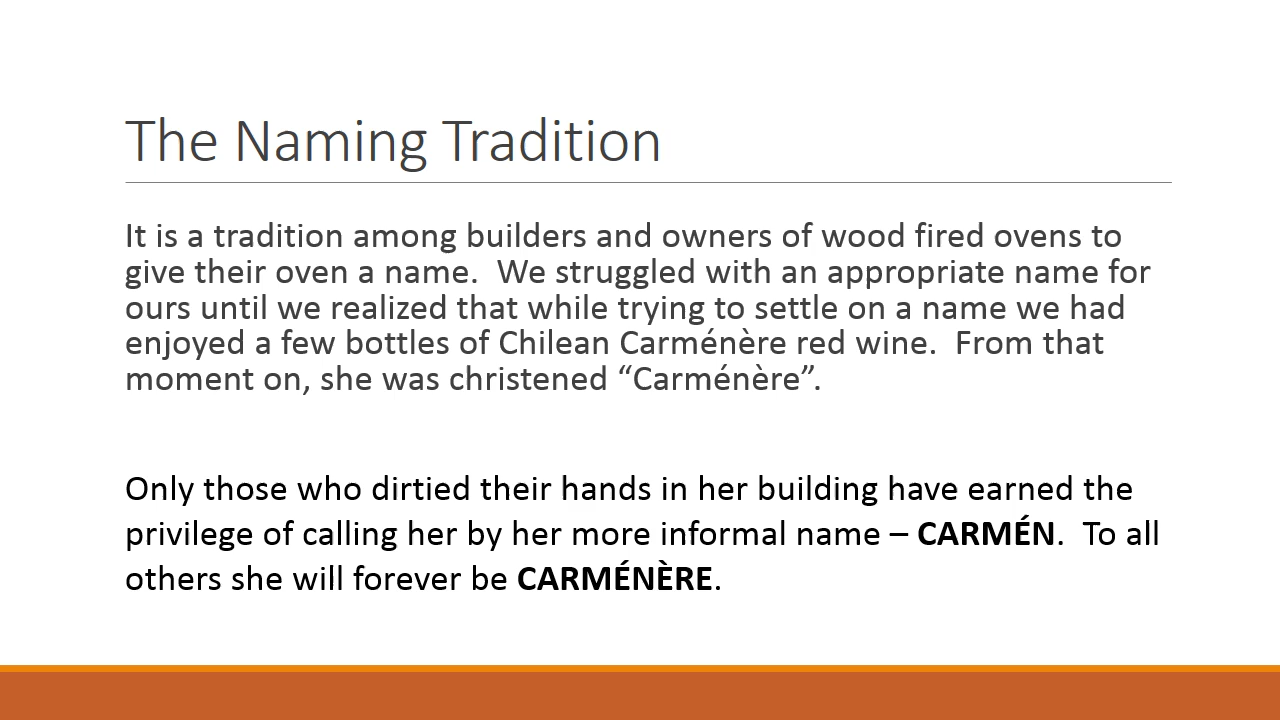 The Naming Tradition
It is a tradition among builders and owners of wood fired ovens to
give their oven a name.  We struggled with an appropriate name for
ours until we realized that while trying to settle on a name we had
enjoyed a few bottles of Chilean Carménère red wine.  From that
moment on, she was christened “Carménère”.
Only those who dirtied their hands in her building have earned the
privilege of calling her by her more informal name – CARMÉN.  To all
others she will forever be CARMÉNÈRE.